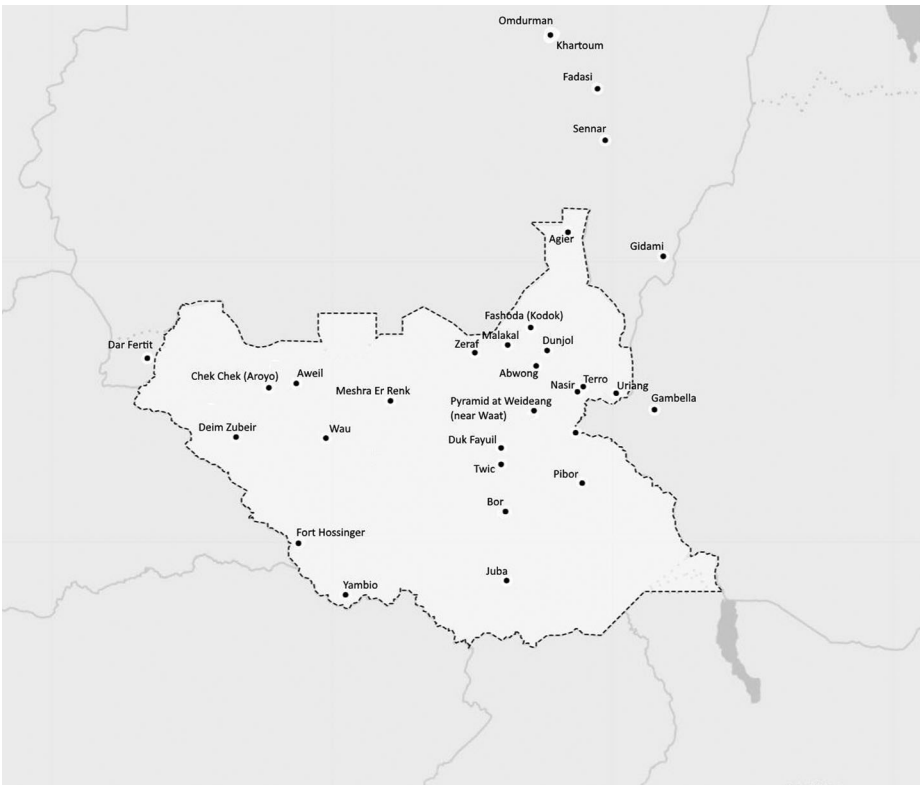 Omdurman
Khartoum
Fadasi
Sennar
Agier
Gidami
Fashoda (Kodok)
Malakal
Zeraf
Dunjol
Dar Fertit
Abwong
Chek Chek (Aroyo)
Aweil
Meshra Er Renk
Nasir
Terro
Uriang
Gambella
Pyramid at Weideang
(near Waat)
Deim Zubeir
Wau
Duk Fayuil
Twic
Pibor
Bor
Fort Hossinger
Juba
Yambio